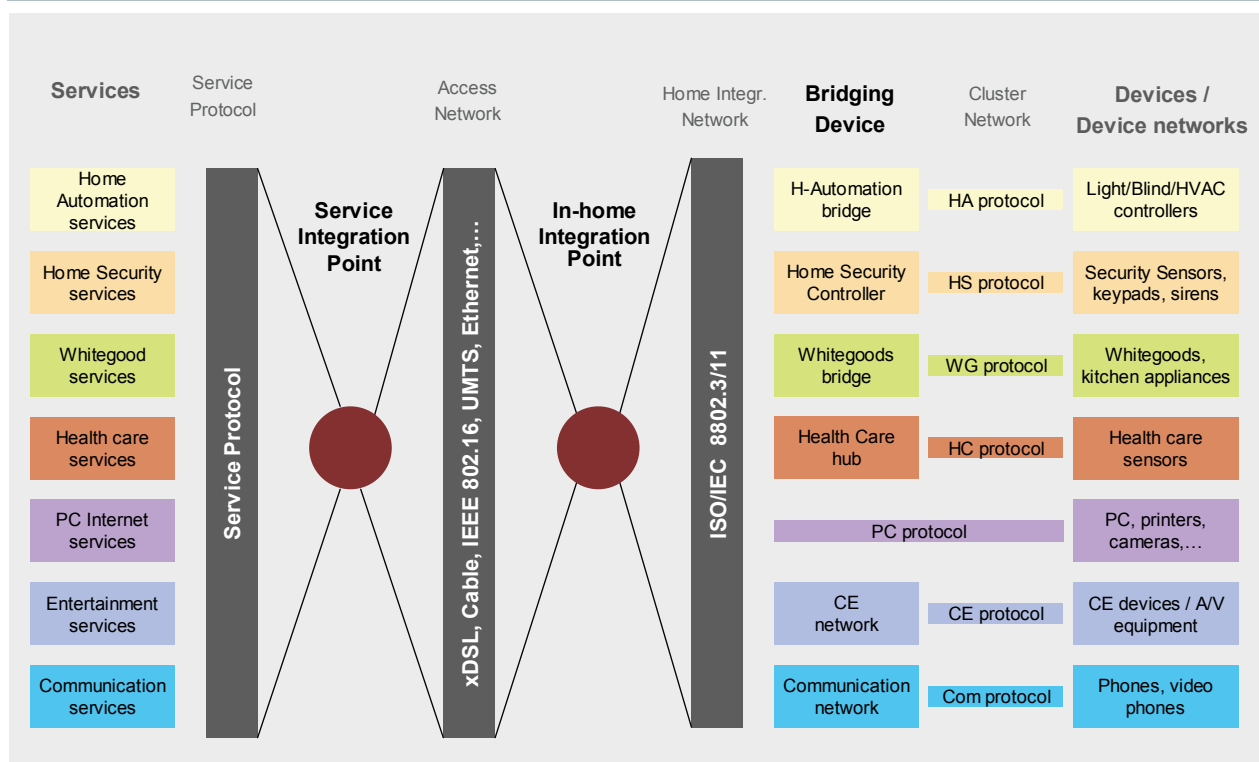 Services
Service
Protocol
Access
Network
Home Integr.
Network
Bridging
Device
Cluster
Network
Devices /
Device networks
Home
Automation
services
Home Security
services
Whitegood
services
Health care
services
PC Internet
services
Entertainment
services
Communication
services
Service Protocol
Service
Integration
Point
xDSL, Cable, IEEE 802.16, UMTS, Ethernet,…
In-home
Integration
Point
ISO/IEC 8802.3/11
H-Automation
bridge
HA protocol
Light/Blind/HVAC
controllers
Home Security
Controller
HS protocol
Security Sensors,
keypads, sirens
Whitegoods
bridge
WG protocol
Whitegoods,
kitchen appliances
Health Care
hub
HC protocol
Health care
sensors
PC protocol
PC, printers,
cameras,…
CE
network
CE protocol
CE devices / A/V
equipment
Communication
network
Com protocol
Phones, video
phones